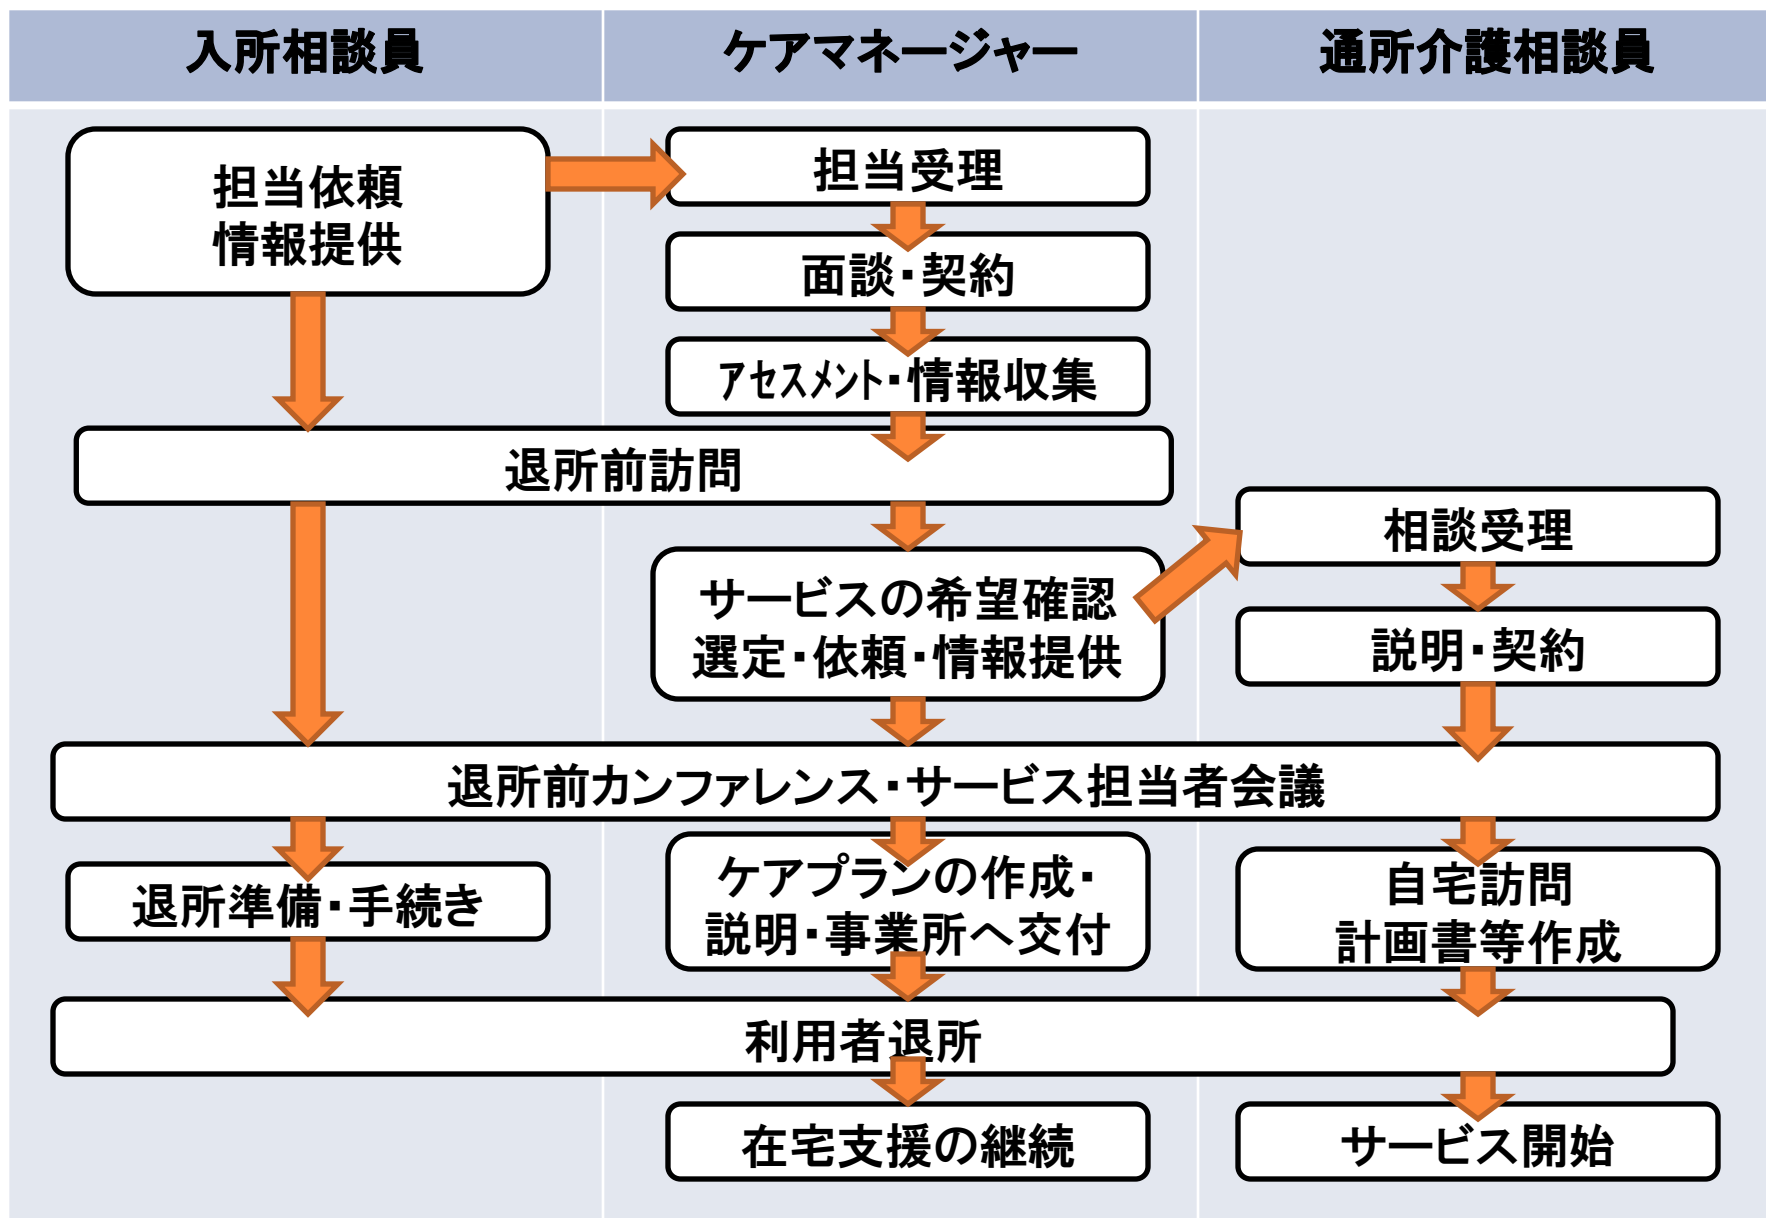 入所相談員
ケアマネージャー
通所介護相談員
担当依頼
情報提供
担当受理
面談・契約
アセスメント・情報収集
退所前訪問
サービスの希望確認
選定・依頼・情報提供
相談受理
説明・契約
退所前カンファレンス・サービス担当者会議
退所準備・手続き
ケアプランの作成・
説明・事業所へ交付
自宅訪問
計画書等作成
利用者退所
在宅支援の継続
サービス開始